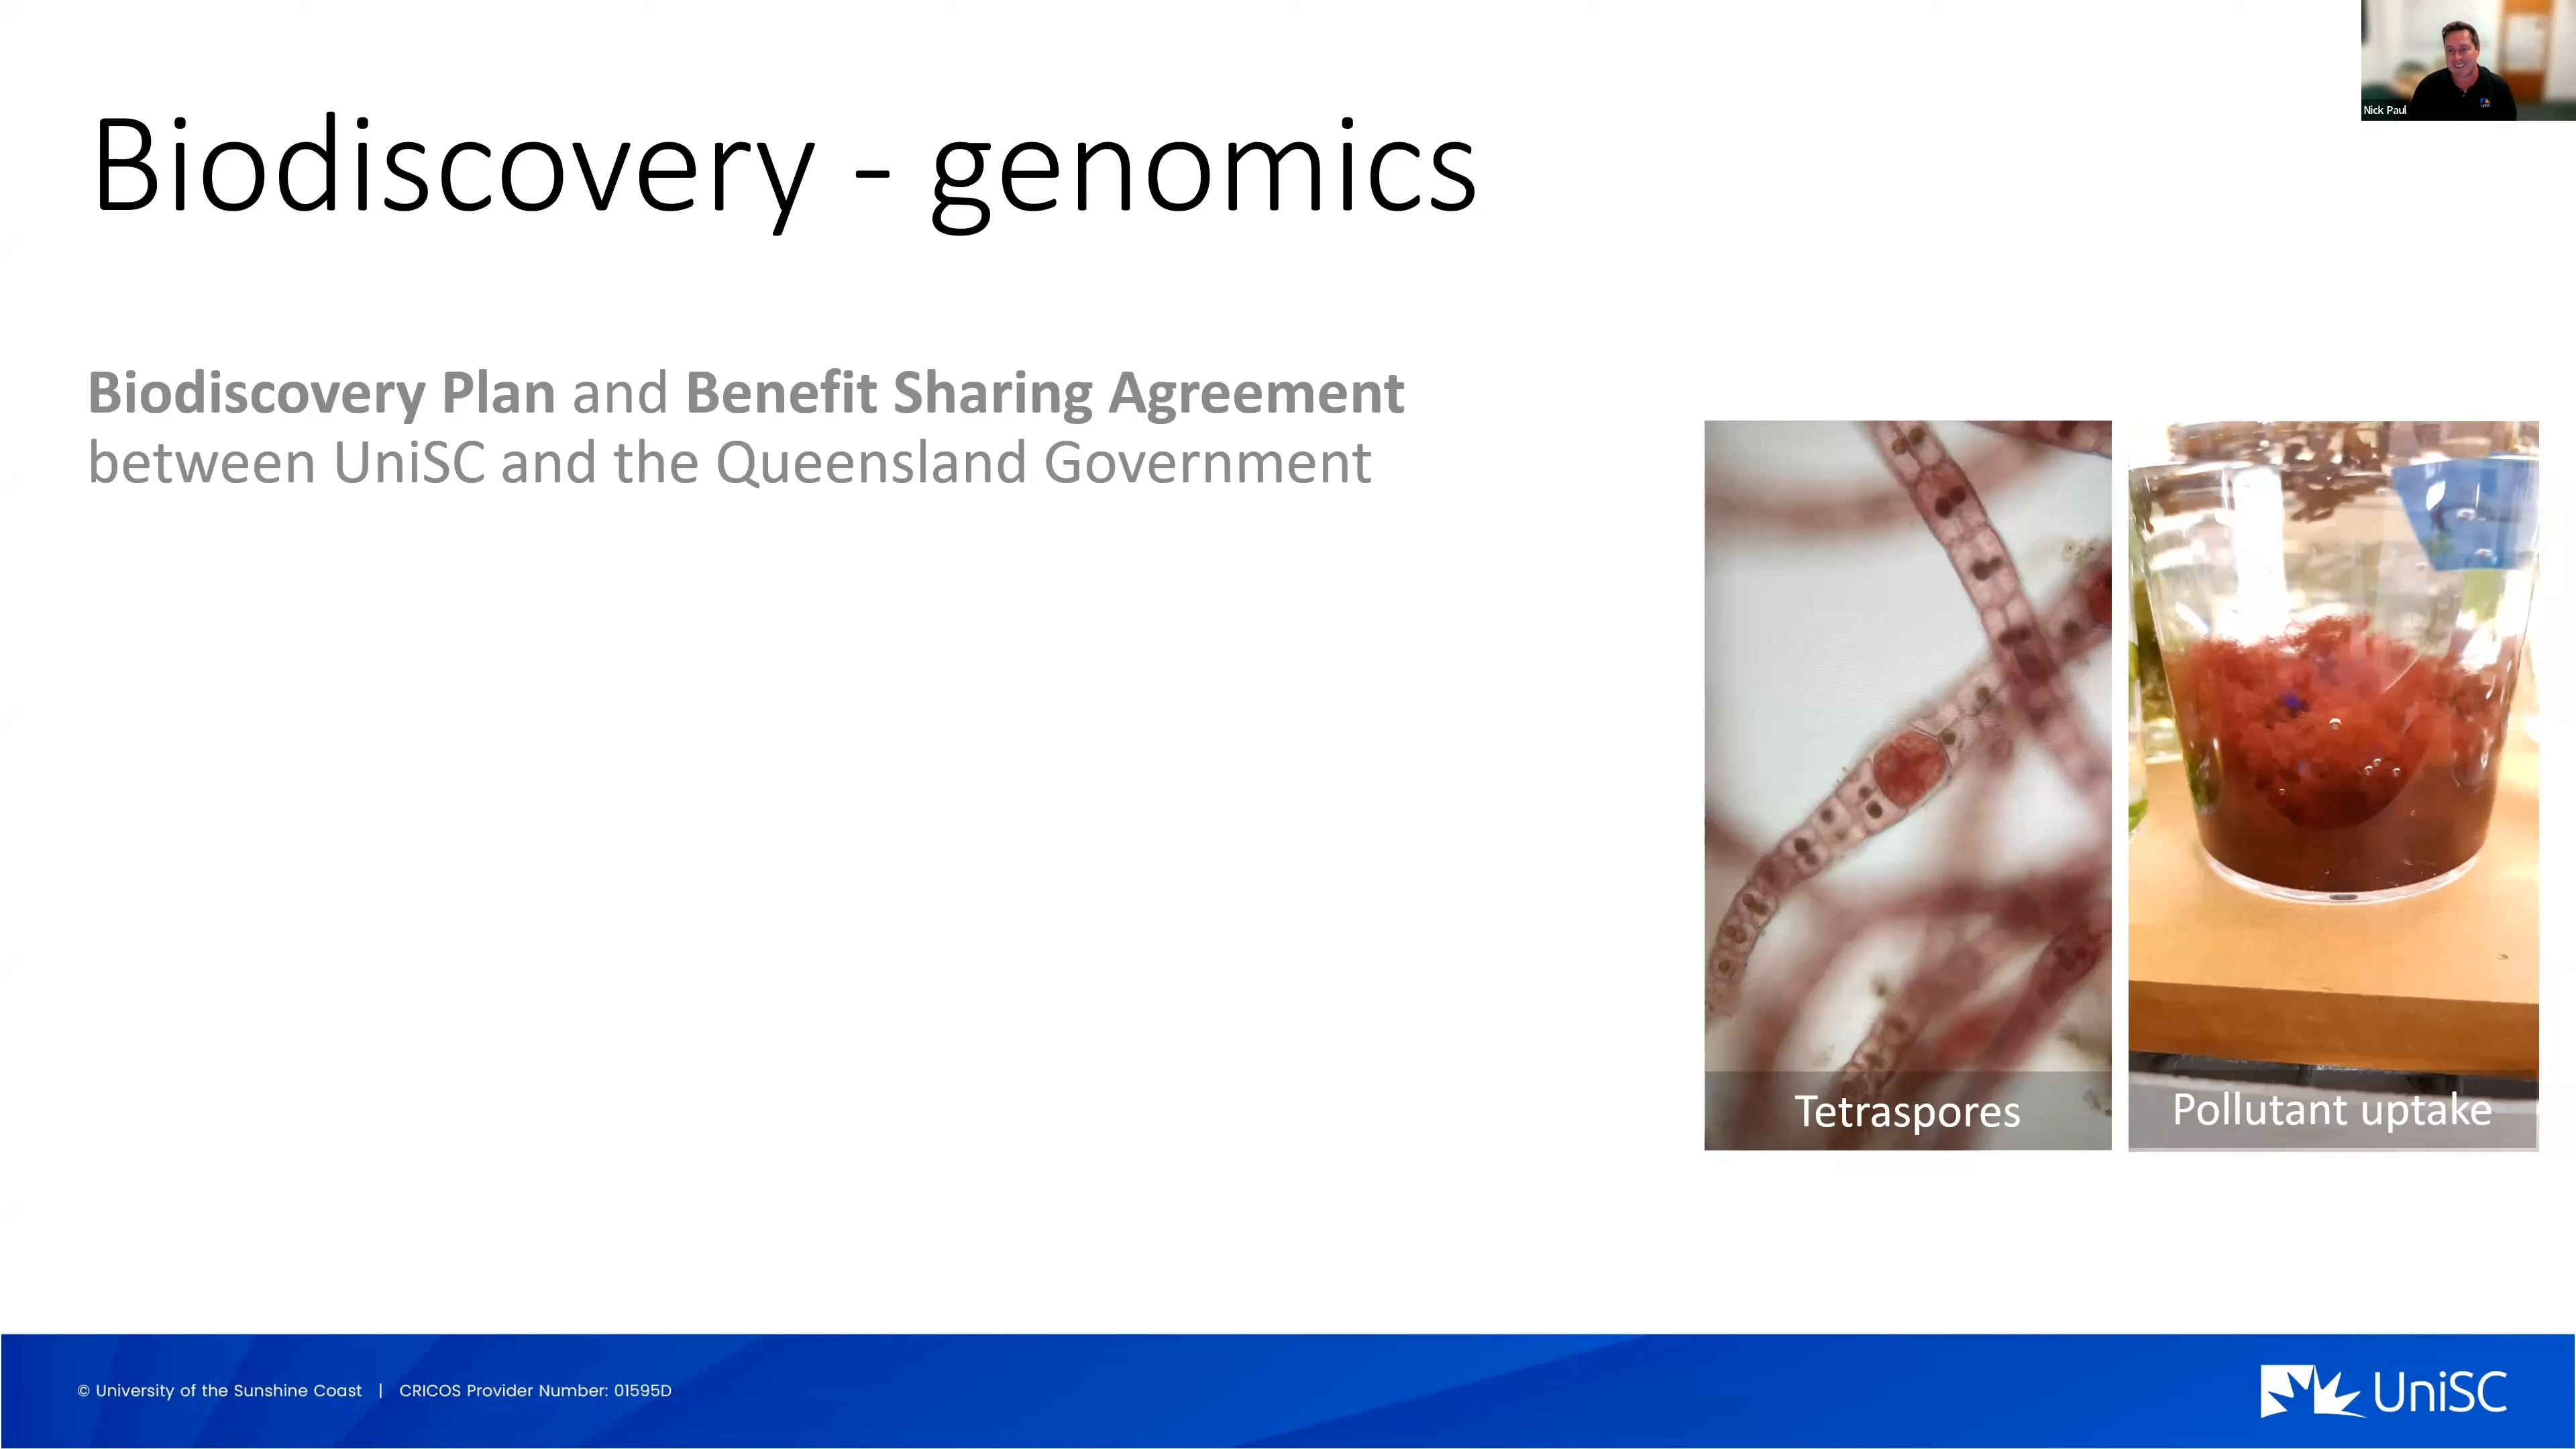 Nick Paul
Biodiscovery - genomics
Biodiscovery Plan and Benefit Sharing Agreement
between UniSC and the Queensland Government
Tetraspores
Pollutant uptake
© University of the Sunshine Coast | CRICOS Provider Number: 01595D
UniSC